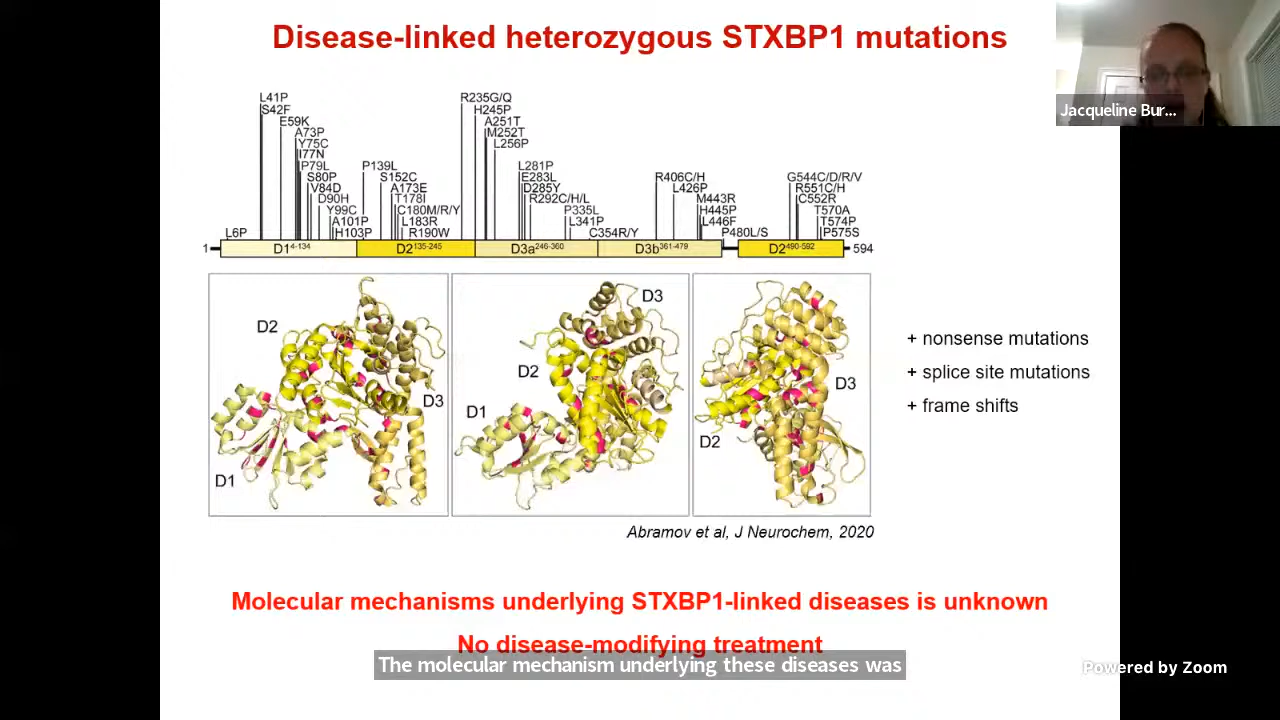 Disease-linked heterozygous STXBP1 mutations
Jacqueline Bur...
L41P
S42F
E59K
A73P
Y75C
I77N
P79L
S80P
V84D
D90H
Y99C
A101P
H103P
L6P
P139L
S152C
A173E
T178I
C180M/R/Y
L183R
R190W
R235G/Q
H245P
A251T
M252T
L256P
L281P
E283L
D285Y
R292C/H/L
P335L
L341P
C354R/Y
R406C/H
L426P
M443R
H445P
L446F
P480L/S
G544C/D/R/V
R551C/H
C552R
T570A
T574P
P575S
1 D1 4-134 D2 135-245 D3a 246-360 D3b 361-479 D2 490-592 594
D2
D3
D1
D3
D2
D1
D3
D2
+ nonsense mutations
+ splice site mutations
+ frame shifts
Abramov et al, J Neurochem, 2020
Molecular mechanisms underlying STXBP1-linked diseases is unknown
No disease-modifying treatment
The molecular mechanism underlying these diseases was
Powered by Zoom